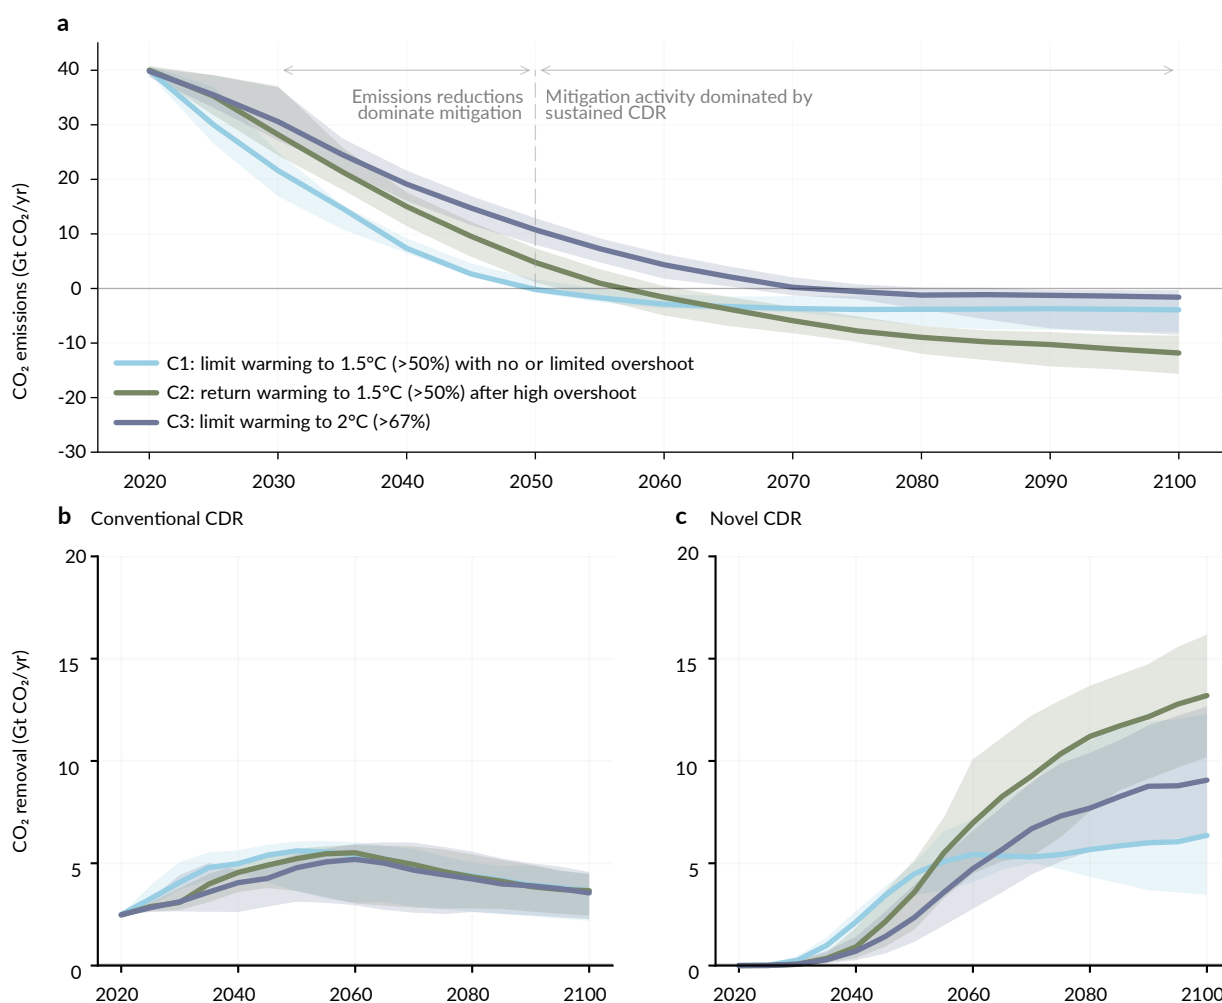 a
40
30
20
10
0
-10
-20
-30
CO₂ emissions (Gt CO₂/yr)
Emissions reductions
dominate mitigation
Mitigation activity dominated by
sustained CDR
C1: limit warming to 1.5°C (>50%) with no or limited overshoot
C2: return warming to 1.5°C (>50%) after high overshoot
C3: limit warming to 2°C (>67%)
2020 2030 2040 2050 2060 2070 2080 2090 2100
b Conventional CDR
20
15
10
5
0
CO₂ removal (Gt CO₂/yr)
2020 2040 2060 2080 2100
c Novel CDR
20
15
10
5
0
2020 2040 2060 2080 2100